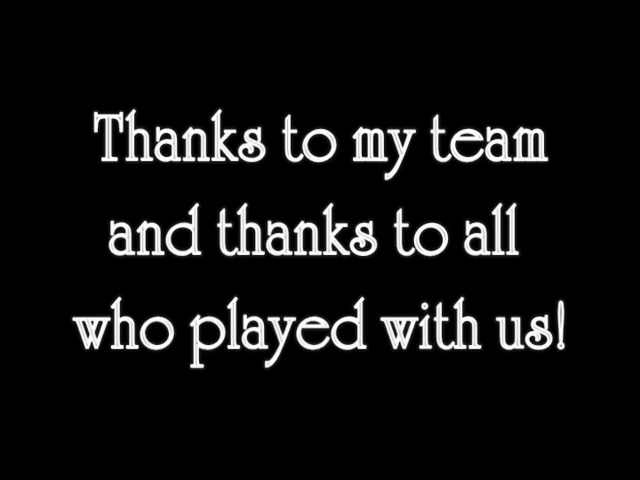 Thanks to my team
and thanks to all
who played with us!